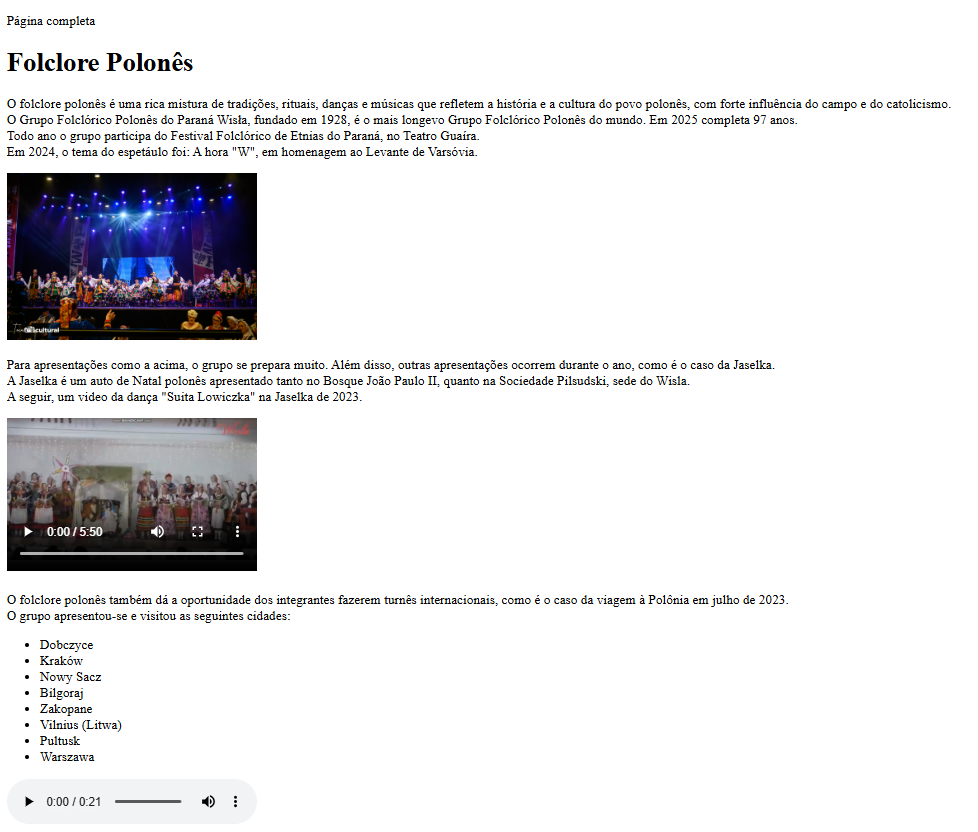 Página completa
Folclore Polonês
O folclore polonês é uma rica mistura de tradições, rituais, danças e músicas que refletem a história e a cultura do povo polonês, com forte influência do campo e do catolicismo.
O Grupo Folclórico Polonês do Paraná Wisła, fundado em 1928, é o mais longevo Grupo Folclórico Polonês do mundo. Em 2025 completa 97 anos.
Todo ano o grupo participa do Festival Folclórico de Etnias do Paraná, no Teatro Guaíra.
Em 2024, o tema do espetáulo foi: A hora "W", em homenagem ao Levante de Varsóvia.
cultural
Para apresentações como a acima, o grupo se prepara muito. Além disso, outras apresentações ocorrem durante o ano, como é o caso da Jaselka.
A Jaselka é um auto de Natal polonês apresentado tanto no Bosque João Paulo II, quanto na Sociedade Pilsudski, sede do Wisla.
A seguir, um vídeo da dança "Suita Lowiczka" na Jaselka de 2023.
0:00 / 5:50
O folclore polonês também dá a oportunidade dos integrantes fazerem turnês internacionais, como é o caso da viagem à Polônia em julho de 2023.
O grupo apresentou-se e visitou as seguintes cidades:
Dobczyce
Kraków
Nowy Sacz
Bilgoraj
Zakopane
Vilnius (Litwa)
Pultusk
Warszawa
0:00 / 0:21